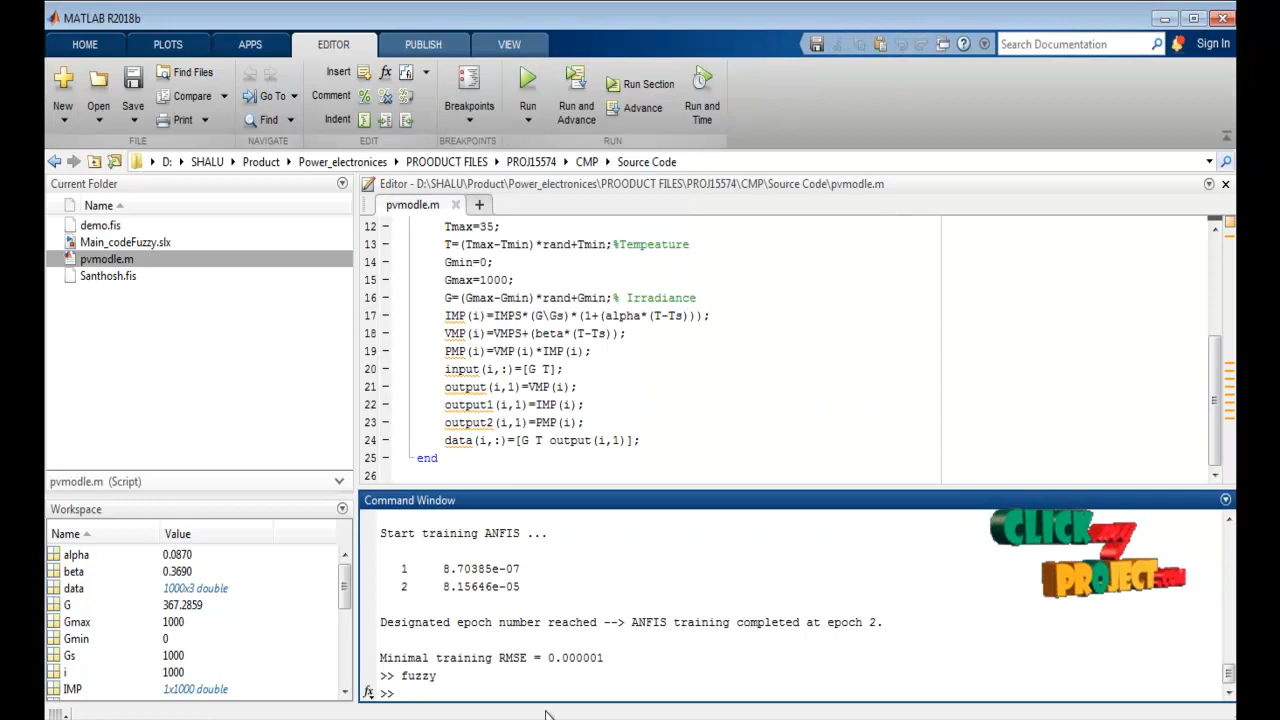 MATLAB R2018b
HOME PLOTS APPS EDITOR PUBLISH VIEW Search Documentation Sign In
New Open Save Find Files Compare Print
Go To Find
Insert fx
Comment
Indent
Breakpoints
Run Run and Advance Run Section Advance Run and Time
FILE NAVIGATE EDIT BREAKPOINTS RUN
D: SHALU Product Power_electronices PROODUCT FILES PROJ15574 CMP Source Code
Current Folder
Name
demo.fis
Main_codeFuzzy.slx
pvmodle.m
Santhosh.fis
pvmodle.m (Script)
Workspace
Name Value
alpha 0.0870
beta 0.3690
data 1000x3 double
G 367.2859
Gmax 1000
Gmin 0
Gs 1000
i 1000
IMP 1x1000 double
Editor - D:\SHALU\Product\Power_electronices\PROODUCT FILES\PROJ15574\CMP\Source Code\pvmodle.m
pvmodle.m
12 Tmax=35;
13 T=(Tmax-Tmin)*rand+Tmin;%Tempeature
14 Gmin=0;
15 Gmax=1000;
16 G=(Gmax-Gmin)*rand+Gmin;% Irradiance
17 IMP(i)=IMPS*(G\Gs)*(1+(alpha*(T-Ts)));
18 VMP(i)=VMPS+(beta*(T-Ts));
19 PMP(i)=VMP(i)*IMP(i);
20 input(i,:)=[G T];
21 output(i,1)=VMP(i);
22 output1(i,1)=IMP(i);
23 output2(i,1)=PMP(i);
24 data(i,:)=[G T output(i,1)];
25 end
26
Command Window
Start training ANFIS ...
1 8.70385e-07
2 8.15646e-05
Designated epoch number reached --> ANFIS training completed at epoch 2.
Minimal training RMSE = 0.000001
>> fuzzy
fx >>
CLICK
my
PROJECT.COM